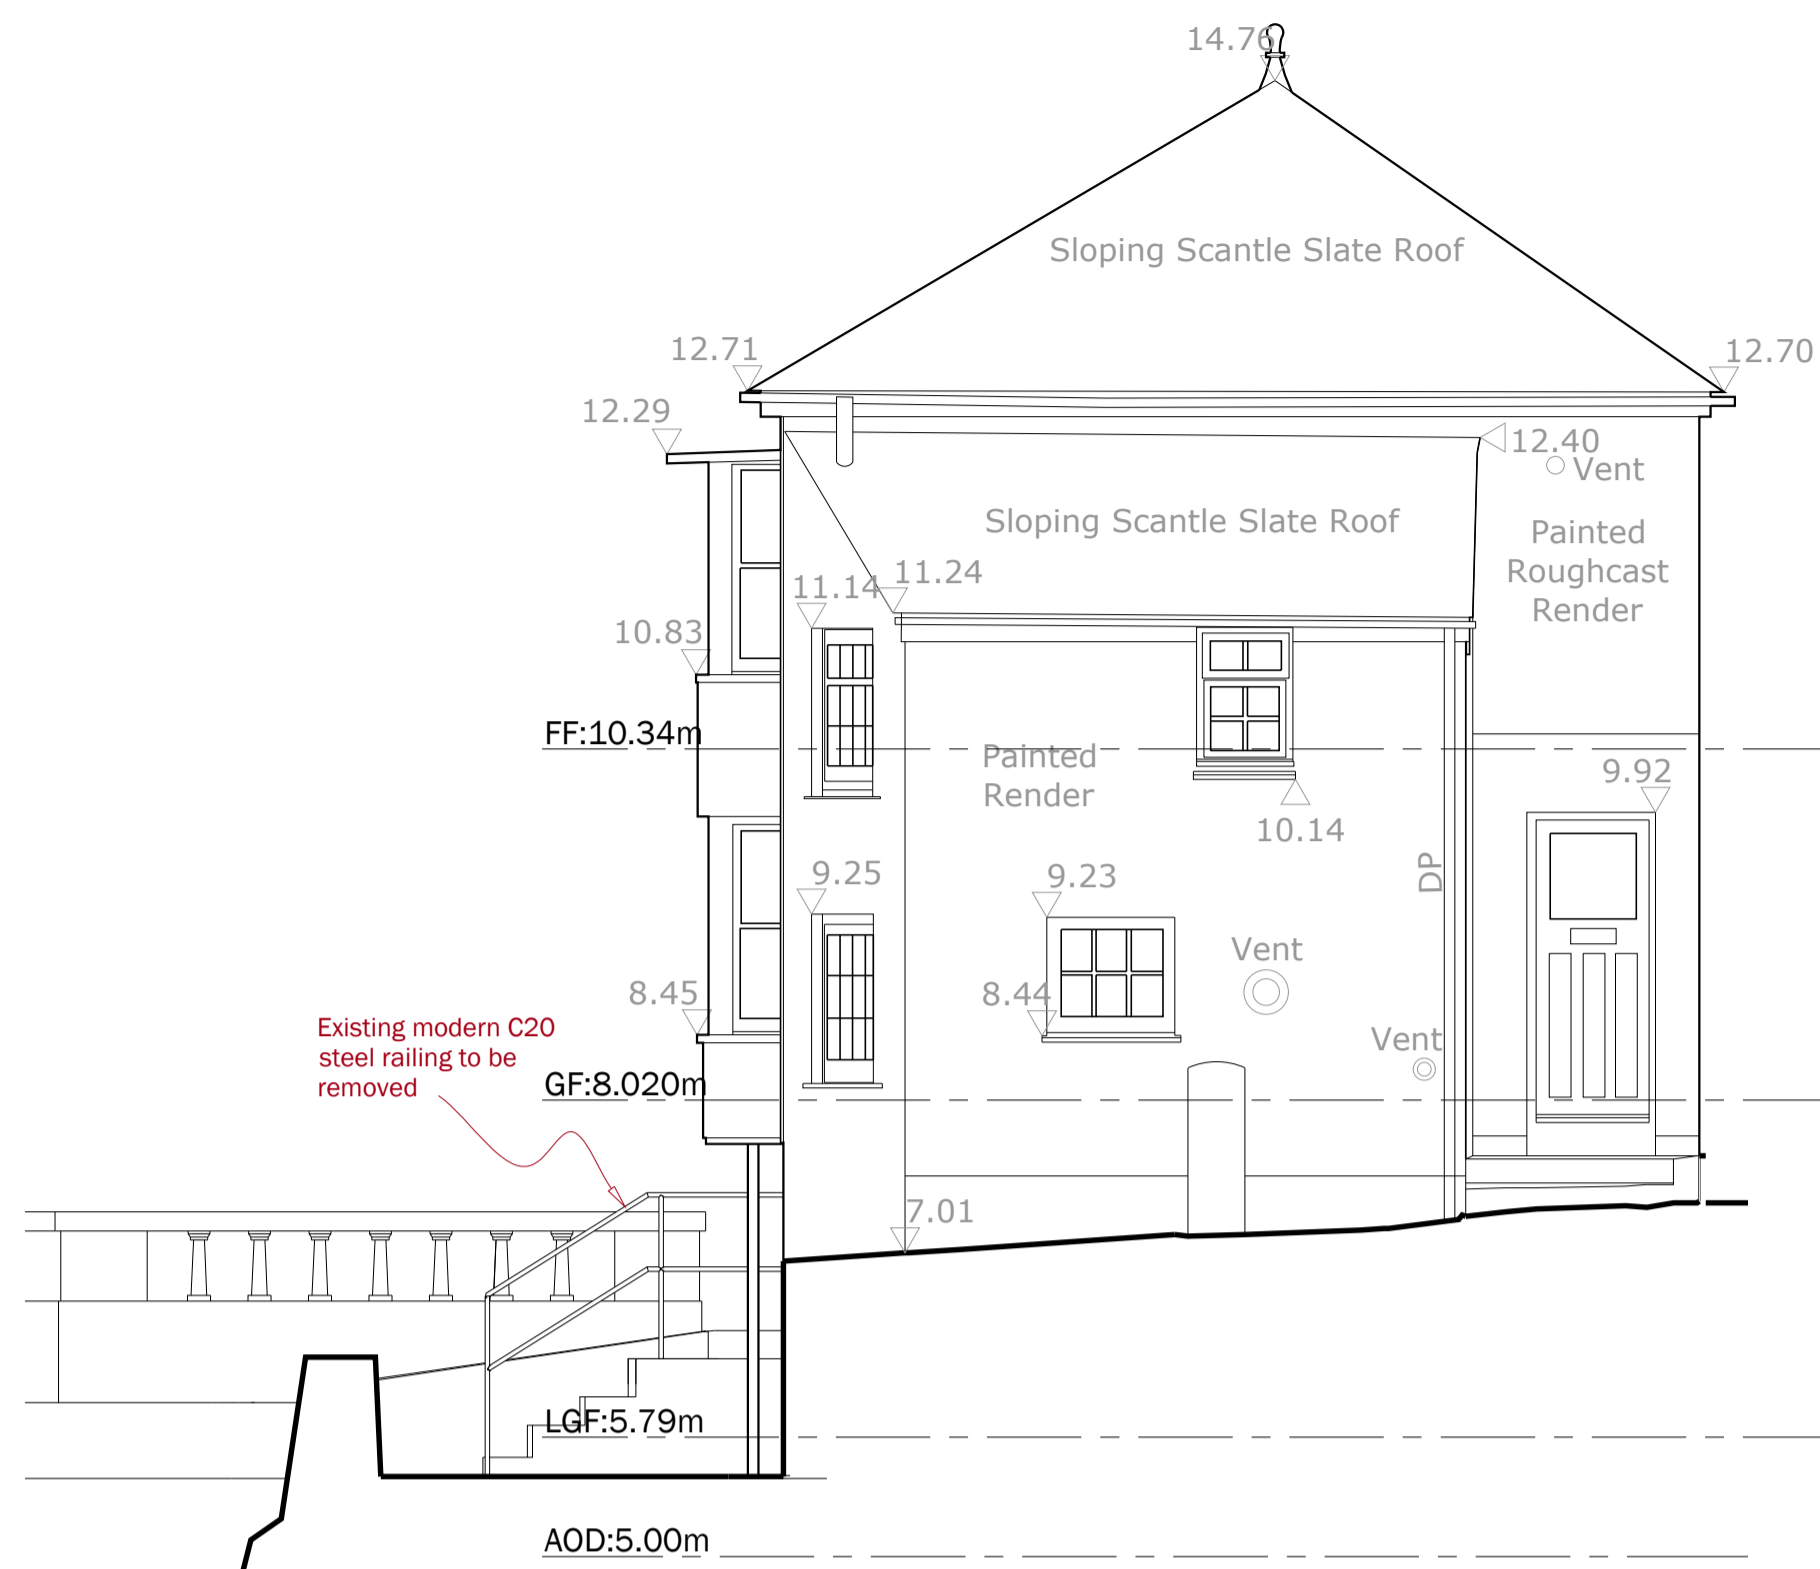 14.76
Sloping Scantle Slate Roof
12.71
12.70
12.29
12.40
Vent
Sloping Scantle Slate Roof
Painted
Roughcast
Render
11.14
11.24
10.83
FF:10.34m
Painted
Render
9.92
10.14
DP
9.25
9.23
Vent
8.45
8.44
Existing modern C20
steel railing to be
removed
Vent
GF:8.020m
7.01
LGF:5.79m
AOD:5.00m